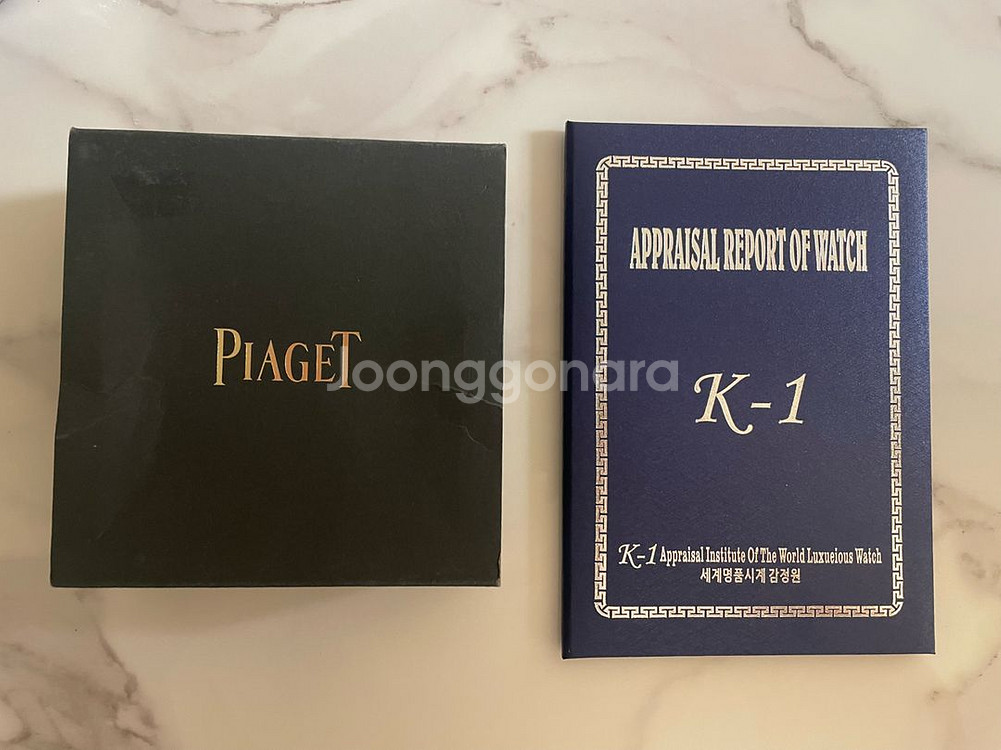 PIAGET
Joonggonara
APPRAISAL REPORT OF WATCH
K-1
K-1 Appraisal Institute Of The World Luxueious Watch
세계명품시계 감정원